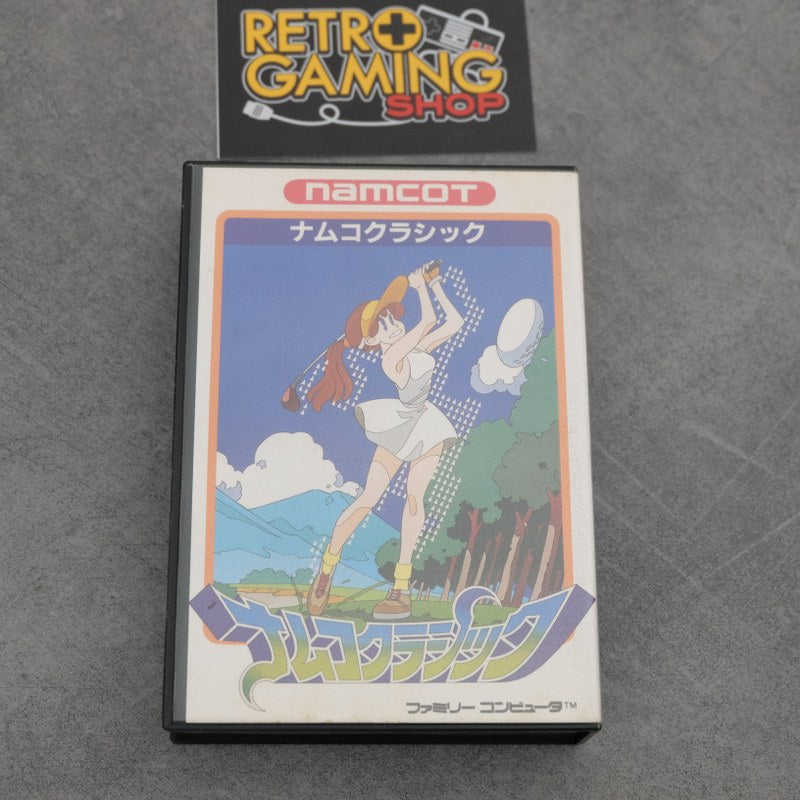 RETRO
GAMING
SHOP
namcoT
ナムコクラシック
ナムコクラシック
ファミリー コンピュータ™